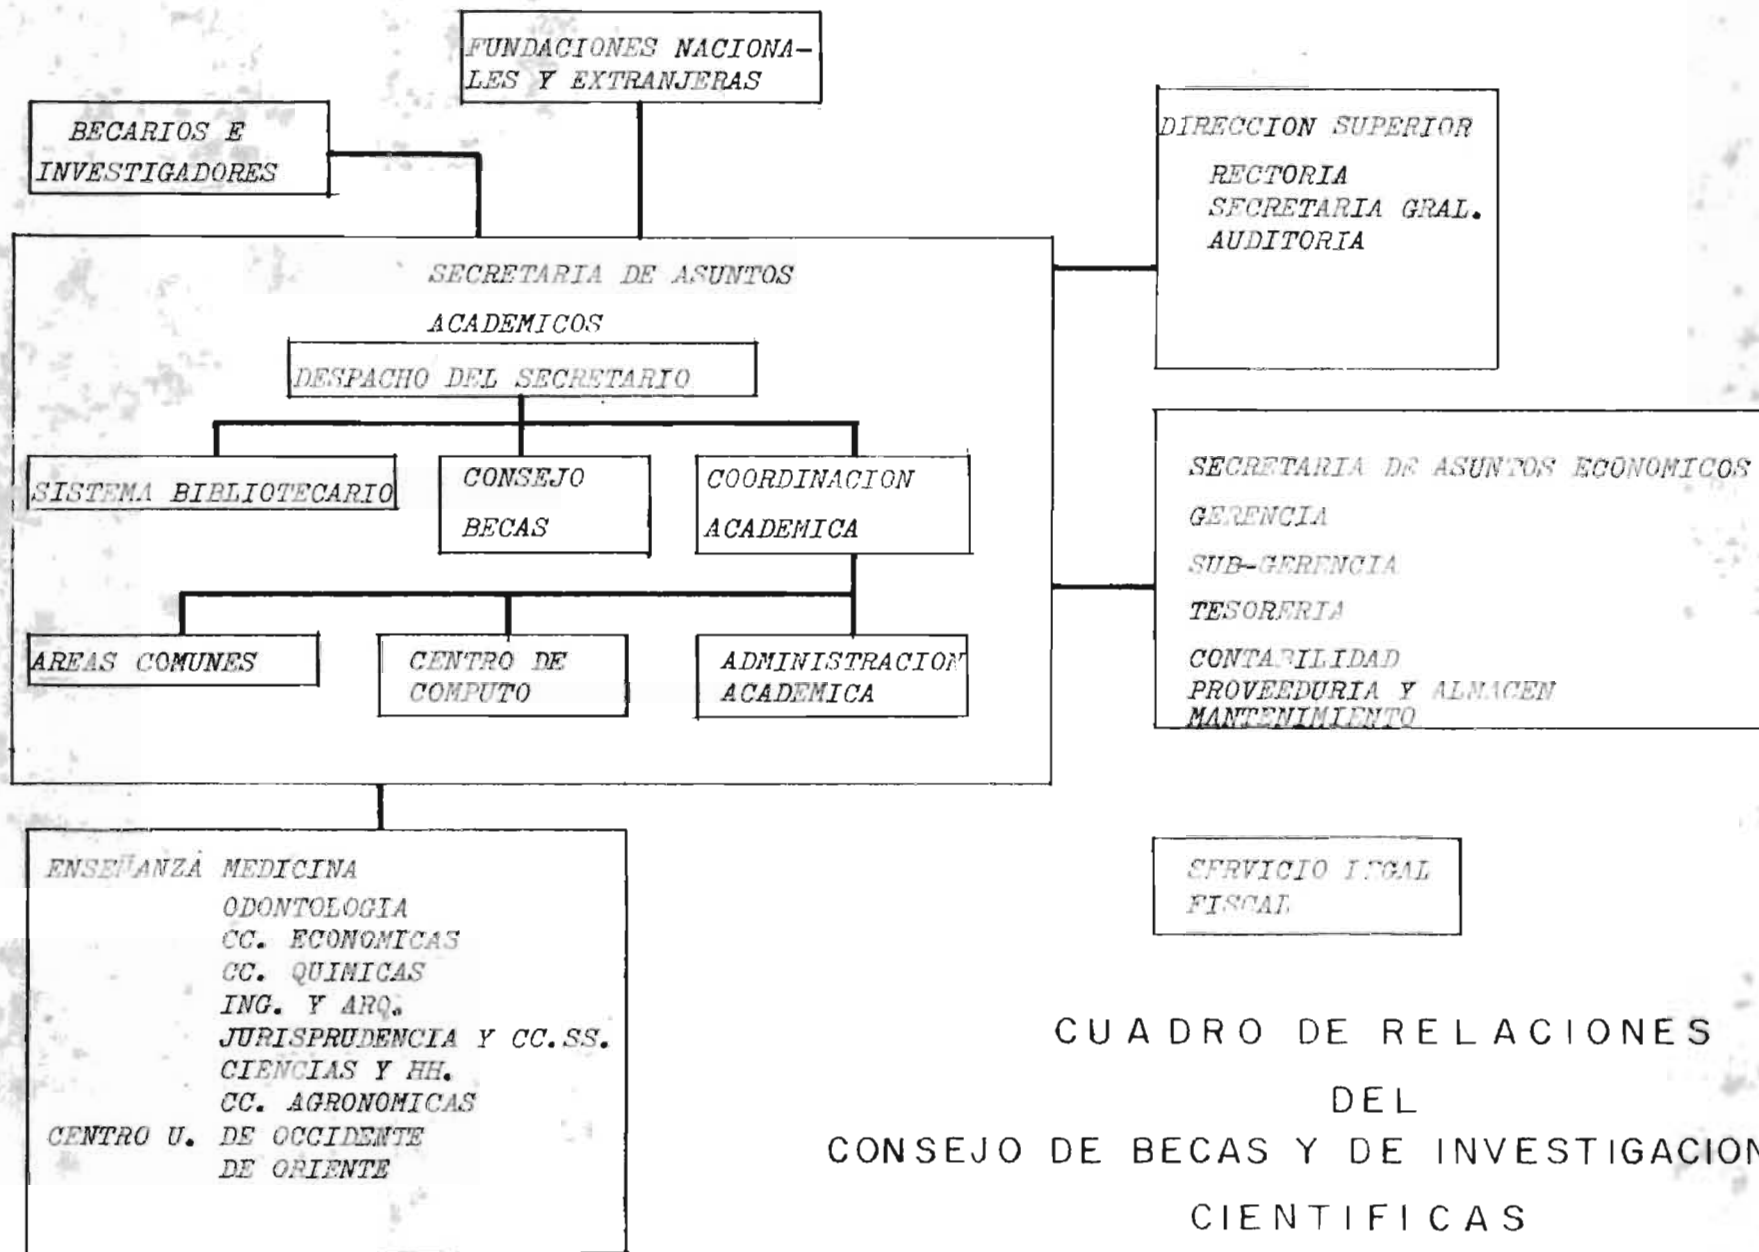 FUNDACIONES NACIONA-
LES Y EXTRANJERAS
BECARIOS E
INVESTIGADORES
DIRECCION SUPERIOR
RECTORIA
SECRETARIA GRAL.
AUDITORIA
SECRETARIA DE ASUNTOS
ACADEMICOS
DESPACHO DEL SECRETARIO
SISTEMA BIBLIOTECARIO
CONSEJO
BECAS
COORDINACION
ACADEMICA
AREAS COMUNES
CENTRO DE
COMPUTO
ADMINISTRACION
ACADEMICA
SECRETARIA DE ASUNTOS ECONOMICOS
GERENCIA
SUB-GERENCIA
TESORERIA
CONTABILIDAD
PROVEEDURIA Y ALMACEN
MANTENIMIENTO
ENSEÑANZA MEDICINA
ODONTOLOGIA
CC. ECONOMICAS
CC. QUIMICAS
ING. Y ARQ.
JURISPRUDENCIA Y CC.SS.
CIENCIAS Y HH.
CC. AGRONOMICAS
CENTRO U. DE OCCIDENTE
DE ORIENTE
SERVICIO LEGAL
FISCAL
CUADRO DE RELACIONES
DEL
CONSEJO DE BECAS Y DE INVESTIGACION
CIENTIFICAS